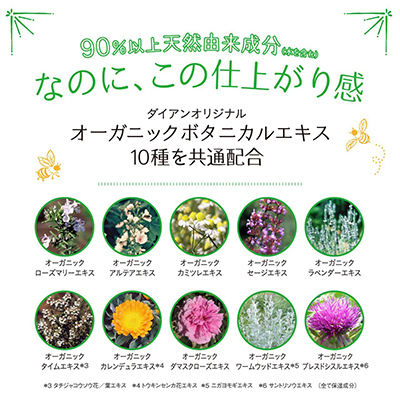 90%以上天然由来成分(水を含む)
なのに、この仕上がり感
ダイアンオリジナル
オーガニックボタニカルエキス
10種を共通配合
オーガニック
ローズマリーエキス
オーガニック
アルテアエキス
オーガニック
カミツレエキス
オーガニック
セージエキス
オーガニック
ラベンダーエキス
オーガニック
タイムエキス*3
オーガニック
カレンデュラエキス*4
オーガニック
ダマスクローズエキス
オーガニック
ワームウッドエキス*5
オーガニック
ブレスドシスルエキス*6
*3 タチジャコウソウ花/葉エキス *4 トウキンセンカ花エキス *5 ニガヨモギエキス *6 サントリソウエキス (全て保湿成分)